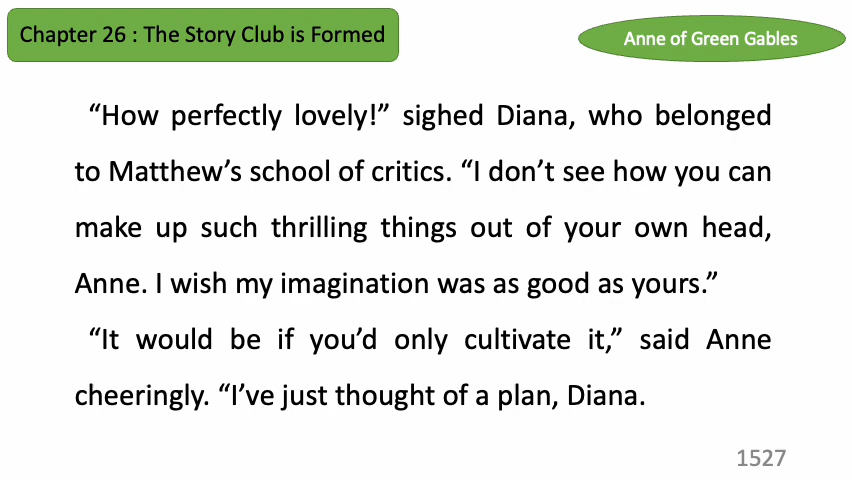 Chapter 26 : The Story Club is Formed
Anne of Green Gables
“How perfectly lovely!” sighed Diana, who belonged
to Matthew’s school of critics. “I don’t see how you can
make up such thrilling things out of your own head,
Anne. I wish my imagination was as good as yours.”
“It would be if you’d only cultivate it,” said Anne
cheeringly. “I’ve just thought of a plan, Diana.
1527